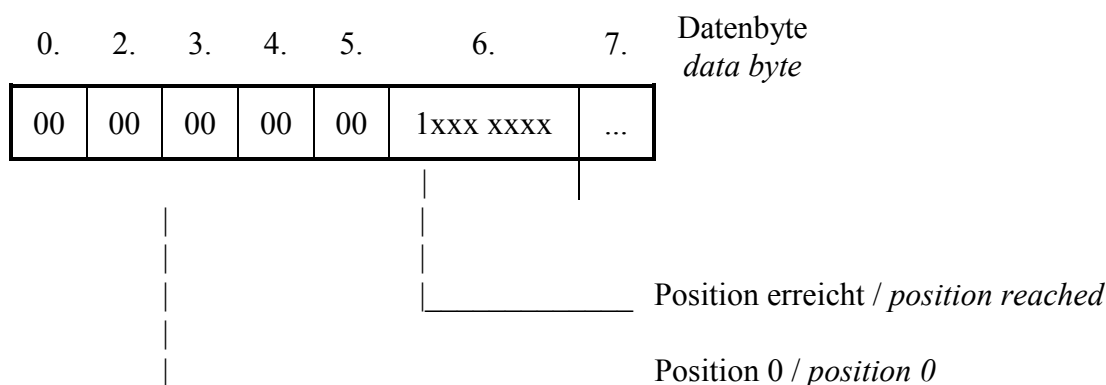 0. 2. 3. 4. 5. 6. 7. Datenbyte
data byte
00 00 00 00 00 1xxx xxxx ...
Position erreicht / position reached
Position 0 / position 0